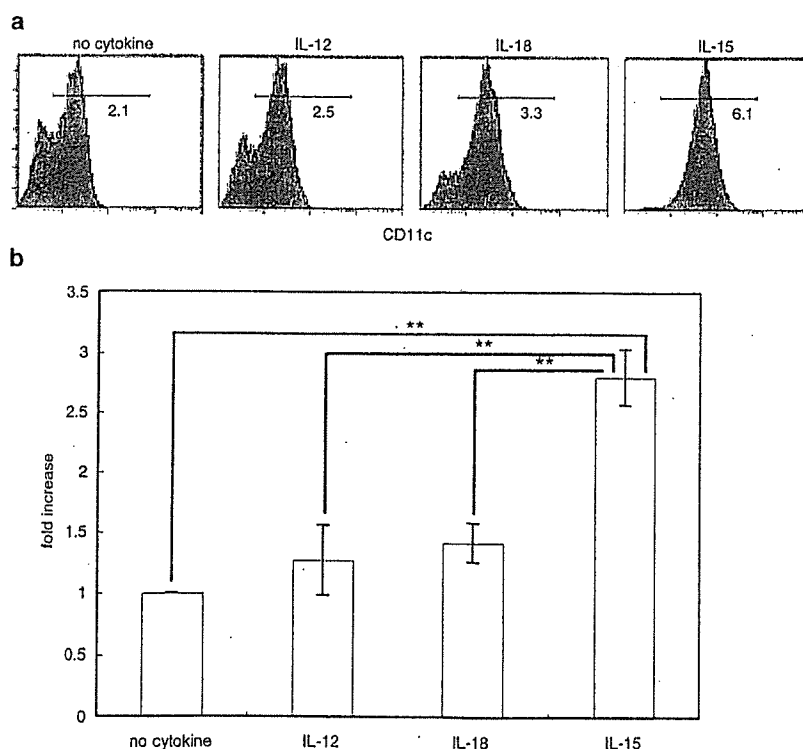 a
no cytokine IL-12 IL-18 IL-15
2.1 2.5 3.3 6.1
CD11c
b
3.5
**
3
**
**
2.5
2
fold increase
1.5
1
0.5
0
no cytokine IL-12 IL-18 IL-15